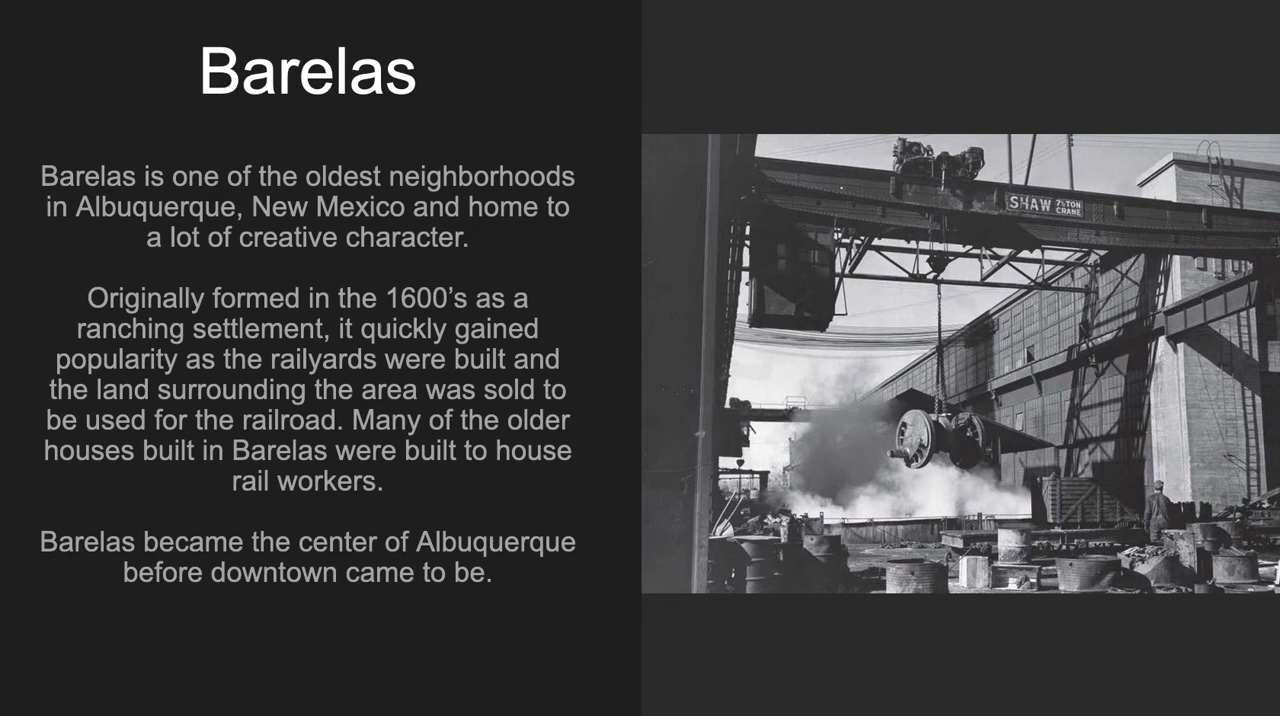 Barelas
Barelas is one of the oldest neighborhoods
in Albuquerque, New Mexico and home to
a lot of creative character.
Originally formed in the 1600’s as a
ranching settlement, it quickly gained
popularity as the railyards were built and
the land surrounding the area was sold to
be used for the railroad. Many of the older
houses built in Barelas were built to house
rail workers.
Barelas became the center of Albuquerque
before downtown came to be.
SHAW 7½ TON
CRANE